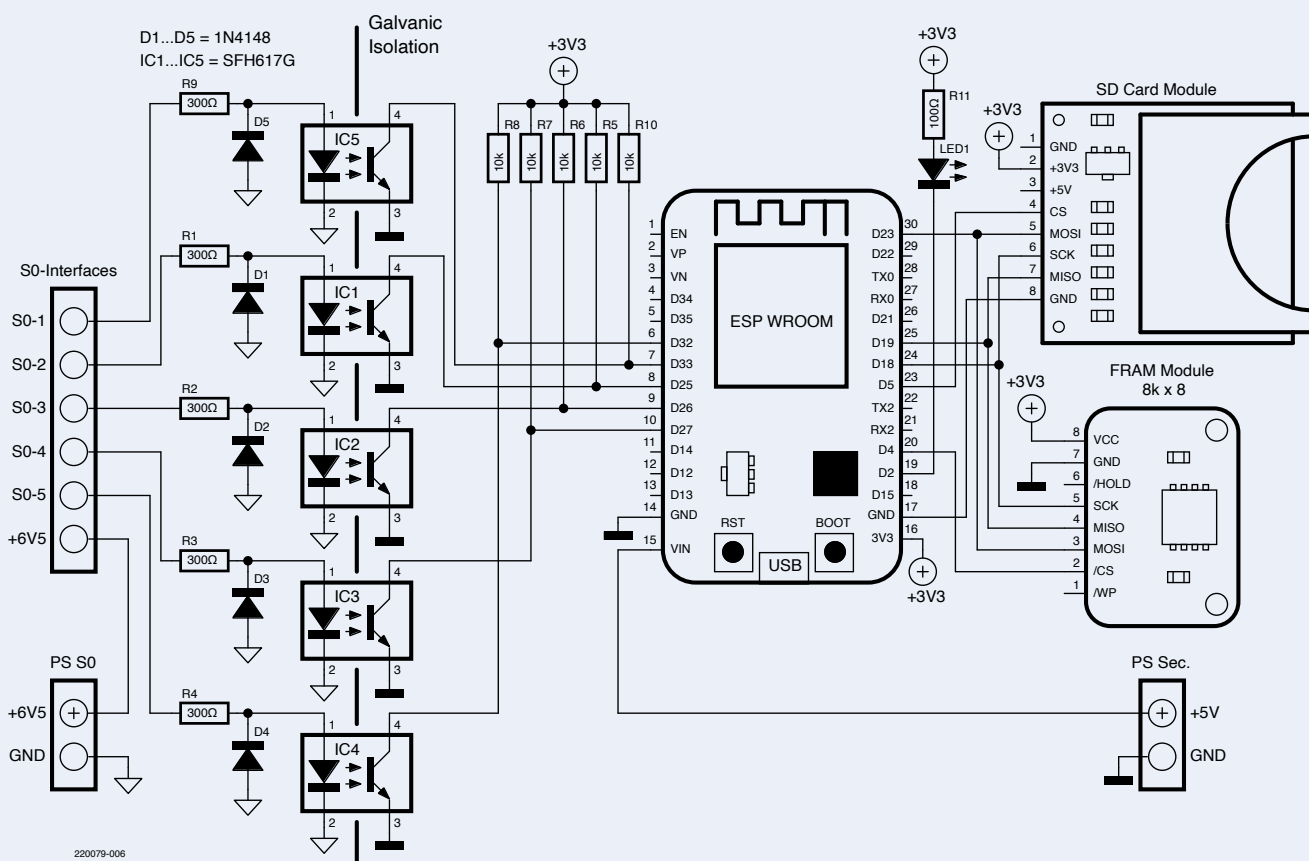 D1...D5 = 1N4148
IC1...IC5 = SFH617G
Galvanic
Isolation
S0-Interfaces
S0-1
S0-2
S0-3
S0-4
S0-5
+6V5
PS S0
+6V5
GND
R9
300Ω
D5
1
4
IC5
2
3
R1
300Ω
D1
1
4
IC1
2
3
R2
300Ω
D2
1
4
IC2
2
3
R3
300Ω
D3
1
4
IC3
2
3
R4
300Ω
D4
1
4
IC4
2
3
+3V3
R8
R7
R6
R5
R10
10k
10k
10k
10k
10k
ESP WROOM
1 EN
2 VP
3 VN
4 D34
5 D35
6 D32
7 D33
8 D25
9 D26
10 D27
11 D14
12 D12
13 D13
14 GND
15 VIN
D23 30
D22 29
TX0 28
RX0 27
D21 26
D19 25
D18 24
D5 23
TX2 22
RX2 21
D4 20
D2 19
D15 18
GND 17
3V3 16
RST
BOOT
USB
+3V3
+3V3
R11
100Ω
LED1
SD Card Module
+3V3
1 GND
2 +3V3
3 +5V
4 CS
5 MOSI
6 SCK
7 MISO
8 GND
FRAM Module
8k x 8
+3V3
8 VCC
7 GND
6 /HOLD
5 SCK
4 MISO
3 MOSI
2 /CS
1 /WP
PS Sec.
+5V
GND
220079-006